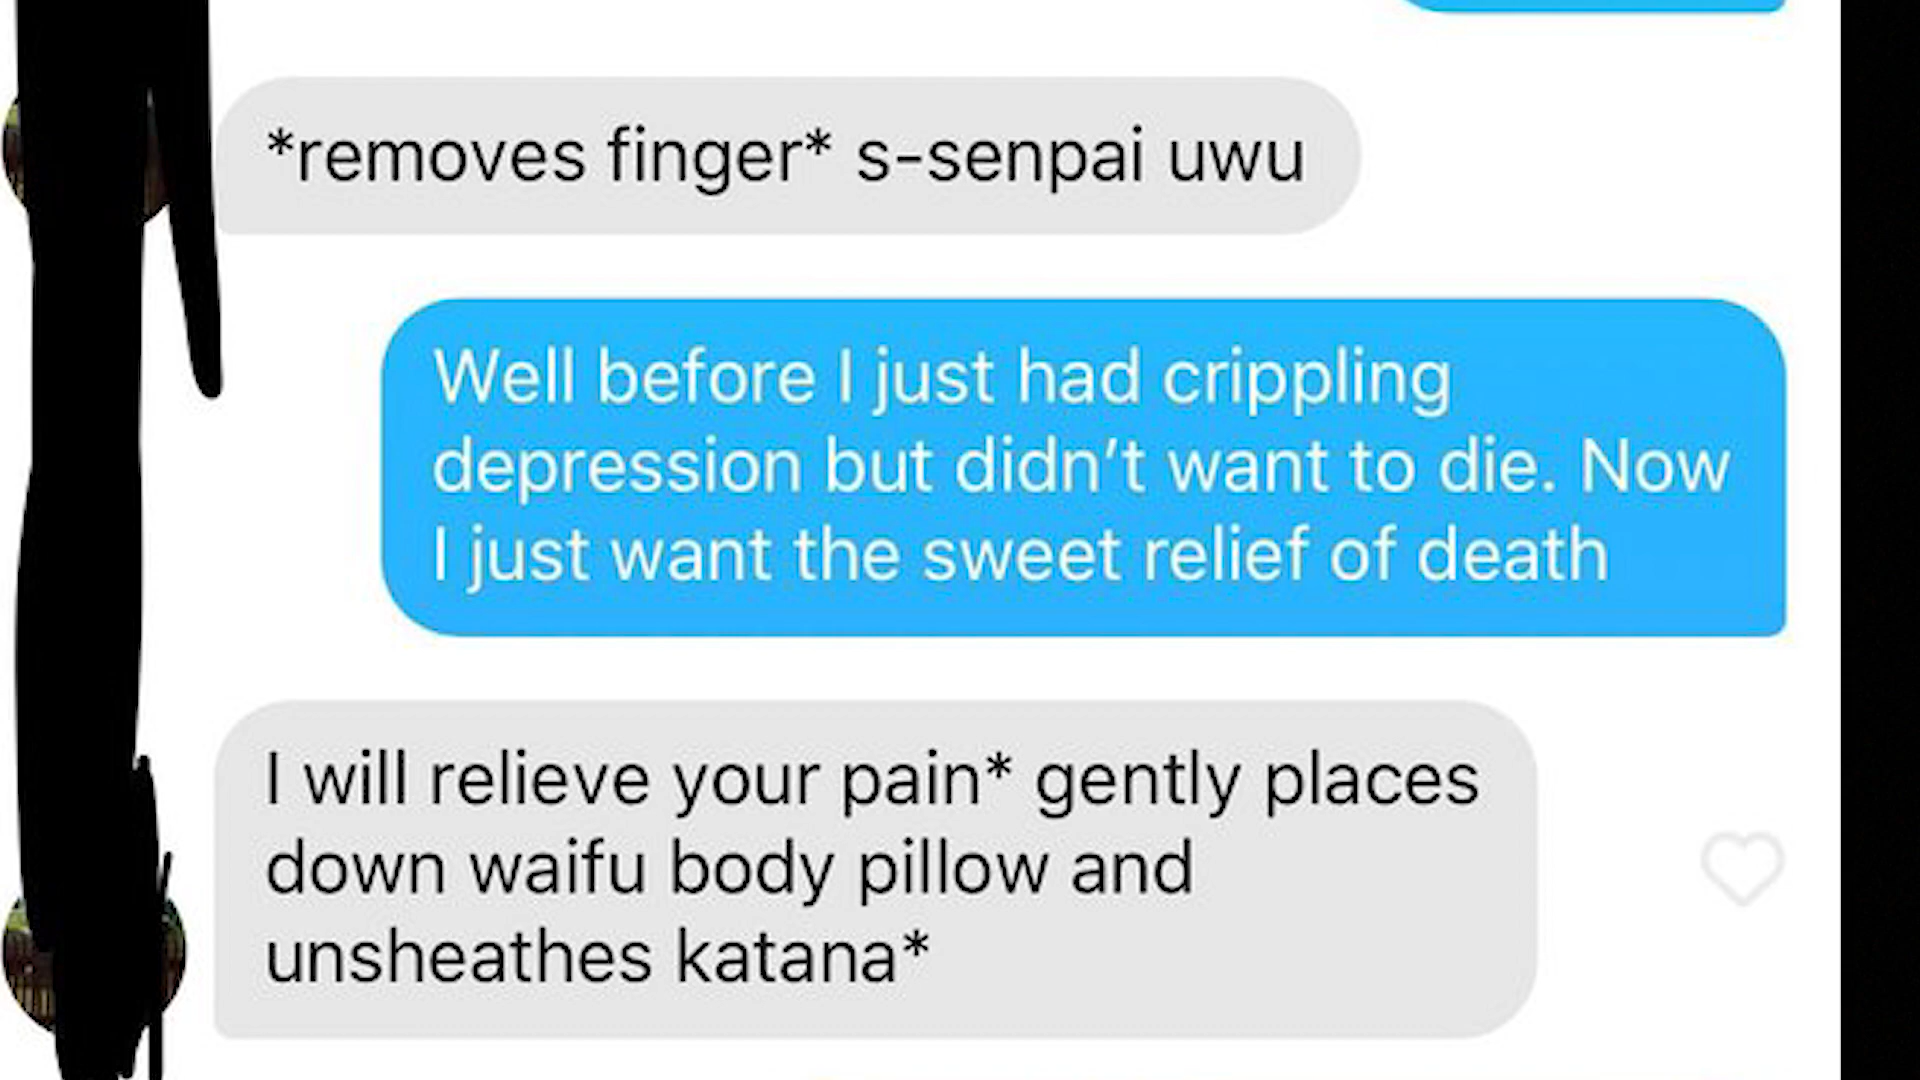 *removes finger* s-senpai uwu
Well before I just had crippling
depression but didn’t want to die. Now
I just want the sweet relief of death
I will relieve your pain* gently places
down waifu body pillow and
unsheathes katana*